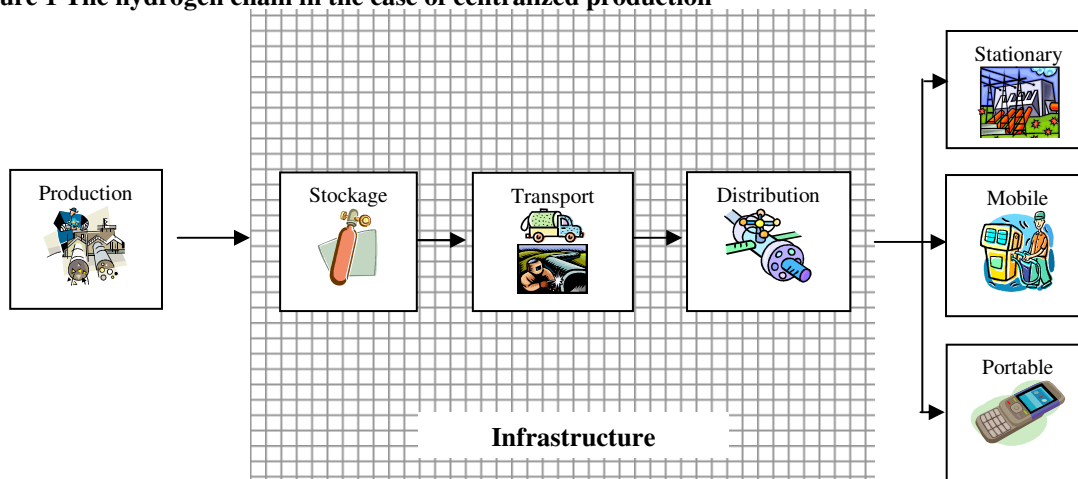 ure 1 The hydrogen chain in the case of centralized production
Stationary
Production
Stockage
Transport
Distribution
Mobile
Portable
Infrastructure